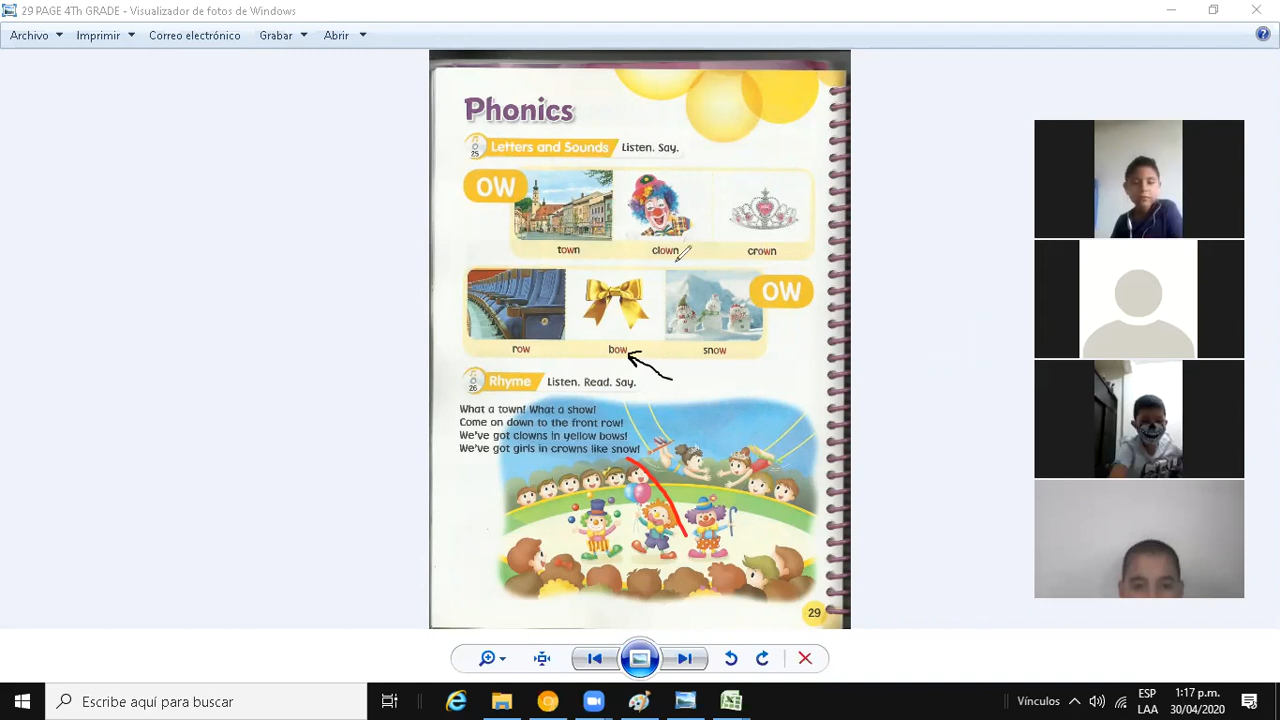 29 PAGE 4Th GRADE - Visualizador de fotos de Windows
Archivo Imprimir Correo electrónico Grabar Abrir
Phonics
25 Letters and Sounds Listen. Say.
OW
town clown crown
OW
row bow snow
26 Rhyme Listen. Read. Say.
What a town! What a show!
Come on down to the front row!
We've got clowns in yellow bows!
We've got girls in crowns like snow!
29
Escribe aquí para buscar
Vínculos
ESP 1:17 p.m.
LAA 30/04/2020